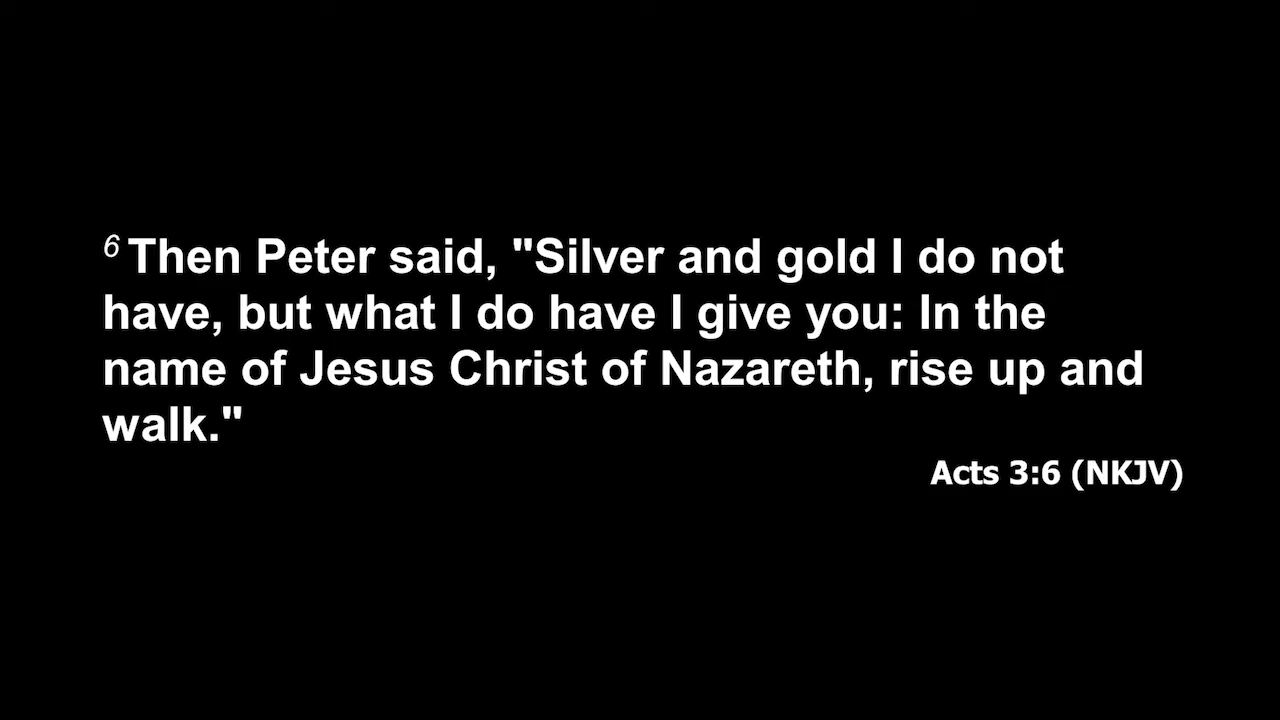 6 Then Peter said, "Silver and gold I do not
have, but what I do have I give you: In the
name of Jesus Christ of Nazareth, rise up and
walk."
Acts 3:6 (NKJV)